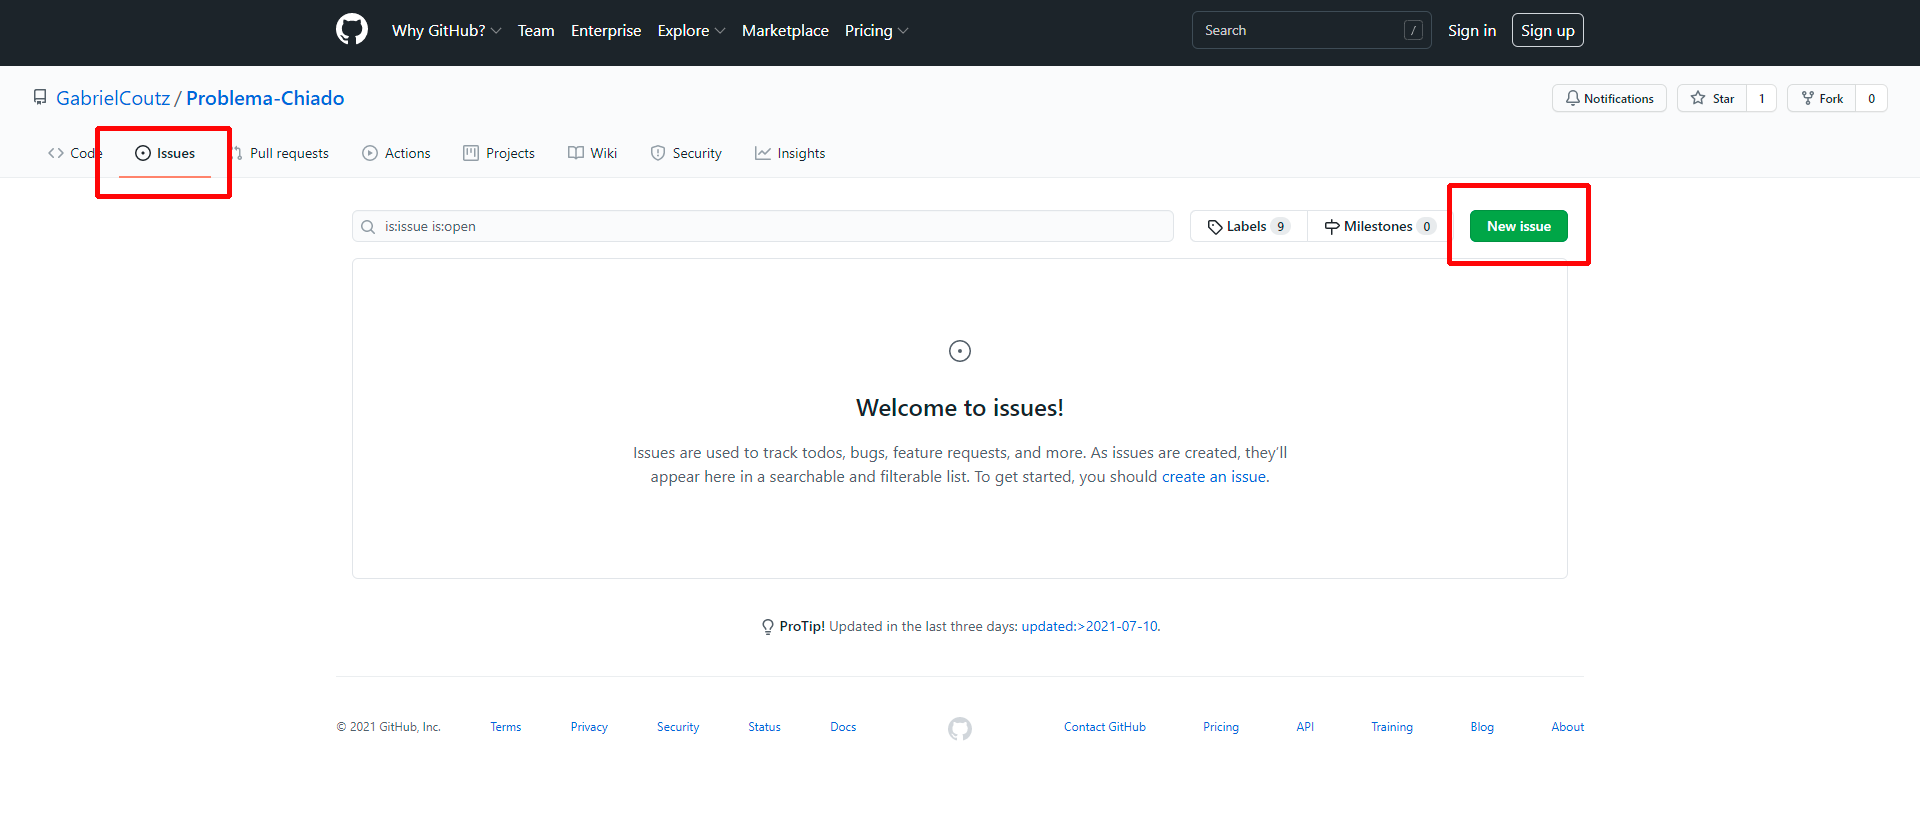 Why GitHub? Team Enterprise Explore Marketplace Pricing Search / Sign in Sign up
GabrielCoutz / Problema-Chiado Notifications Star 1 Fork 0
Code Issues Pull requests Actions Projects Wiki Security Insights
is:issue is:open Labels 9 Milestones 0 New issue
Welcome to issues!
Issues are used to track todos, bugs, feature requests, and more. As issues are created, they'll
appear here in a searchable and filterable list. To get started, you should create an issue.
ProTip! Updated in the last three days: updated:>2021-07-10.
© 2021 GitHub, Inc. Terms Privacy Security Status Docs Contact GitHub Pricing API Training Blog About